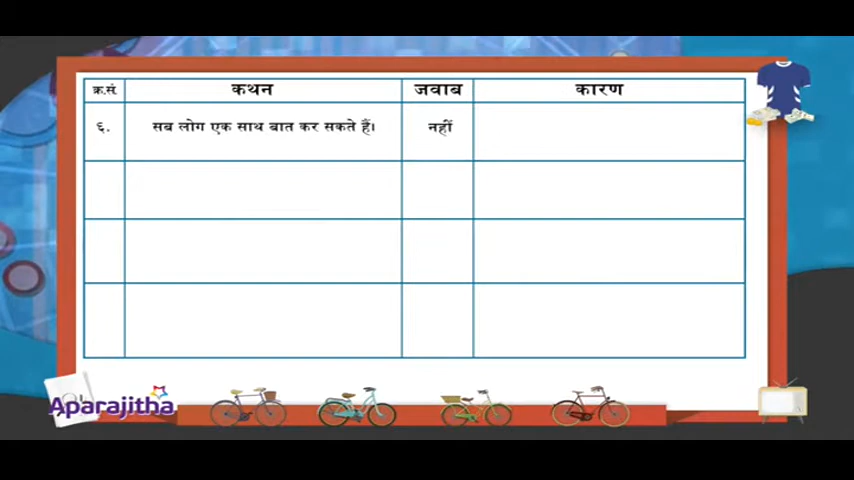 क्र.सं. कथन जवाब कारण
६. सब लोग एक साथ बात कर सकते हैं। नहीं
Aparajitha